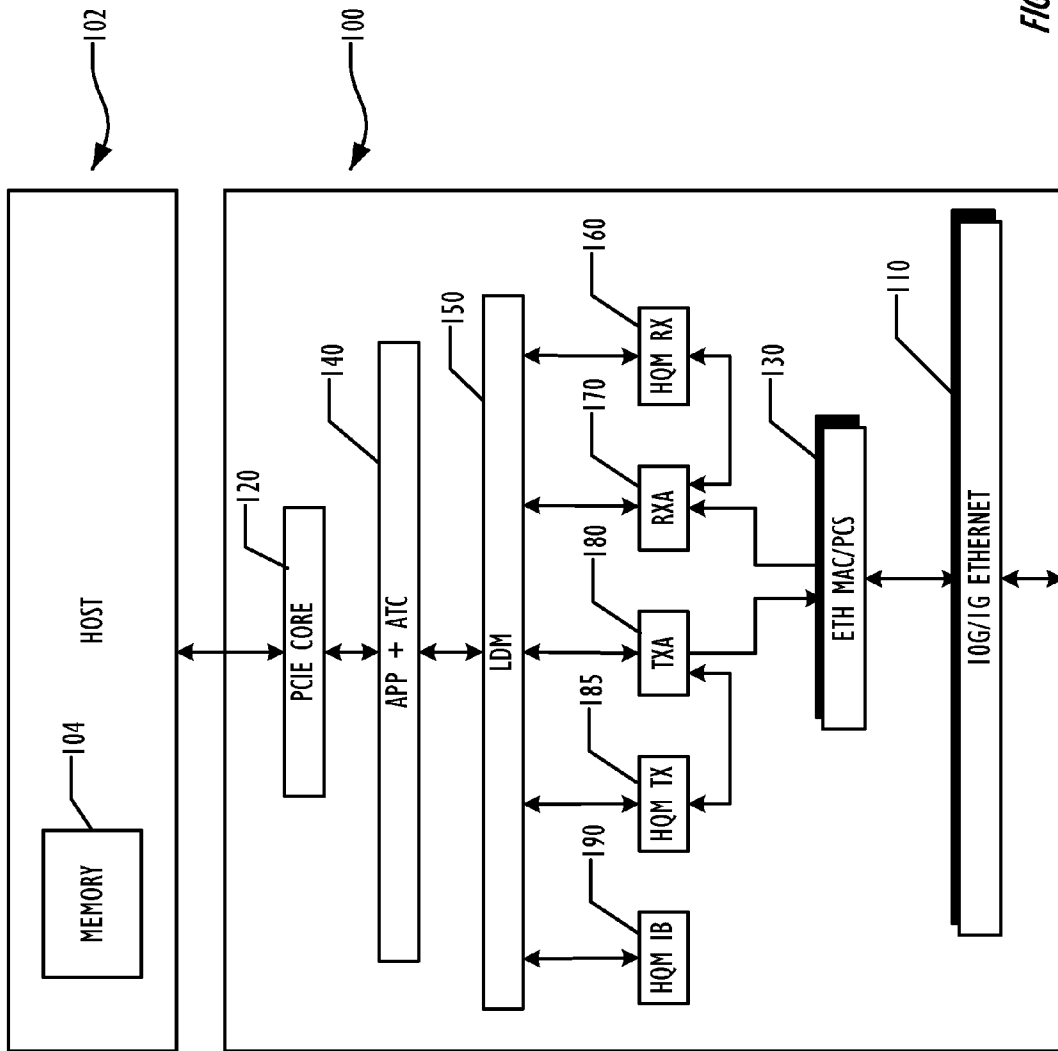 102
HOST
MEMORY
104
100
PCIE CORE
120
APP + ATC
140
LDM
150
HQM IB
190
HQM TX
185
TXA
180
RXA
170
HQM RX
160
ETH MAC/PCS
130
10G/1G ETHERNET
110